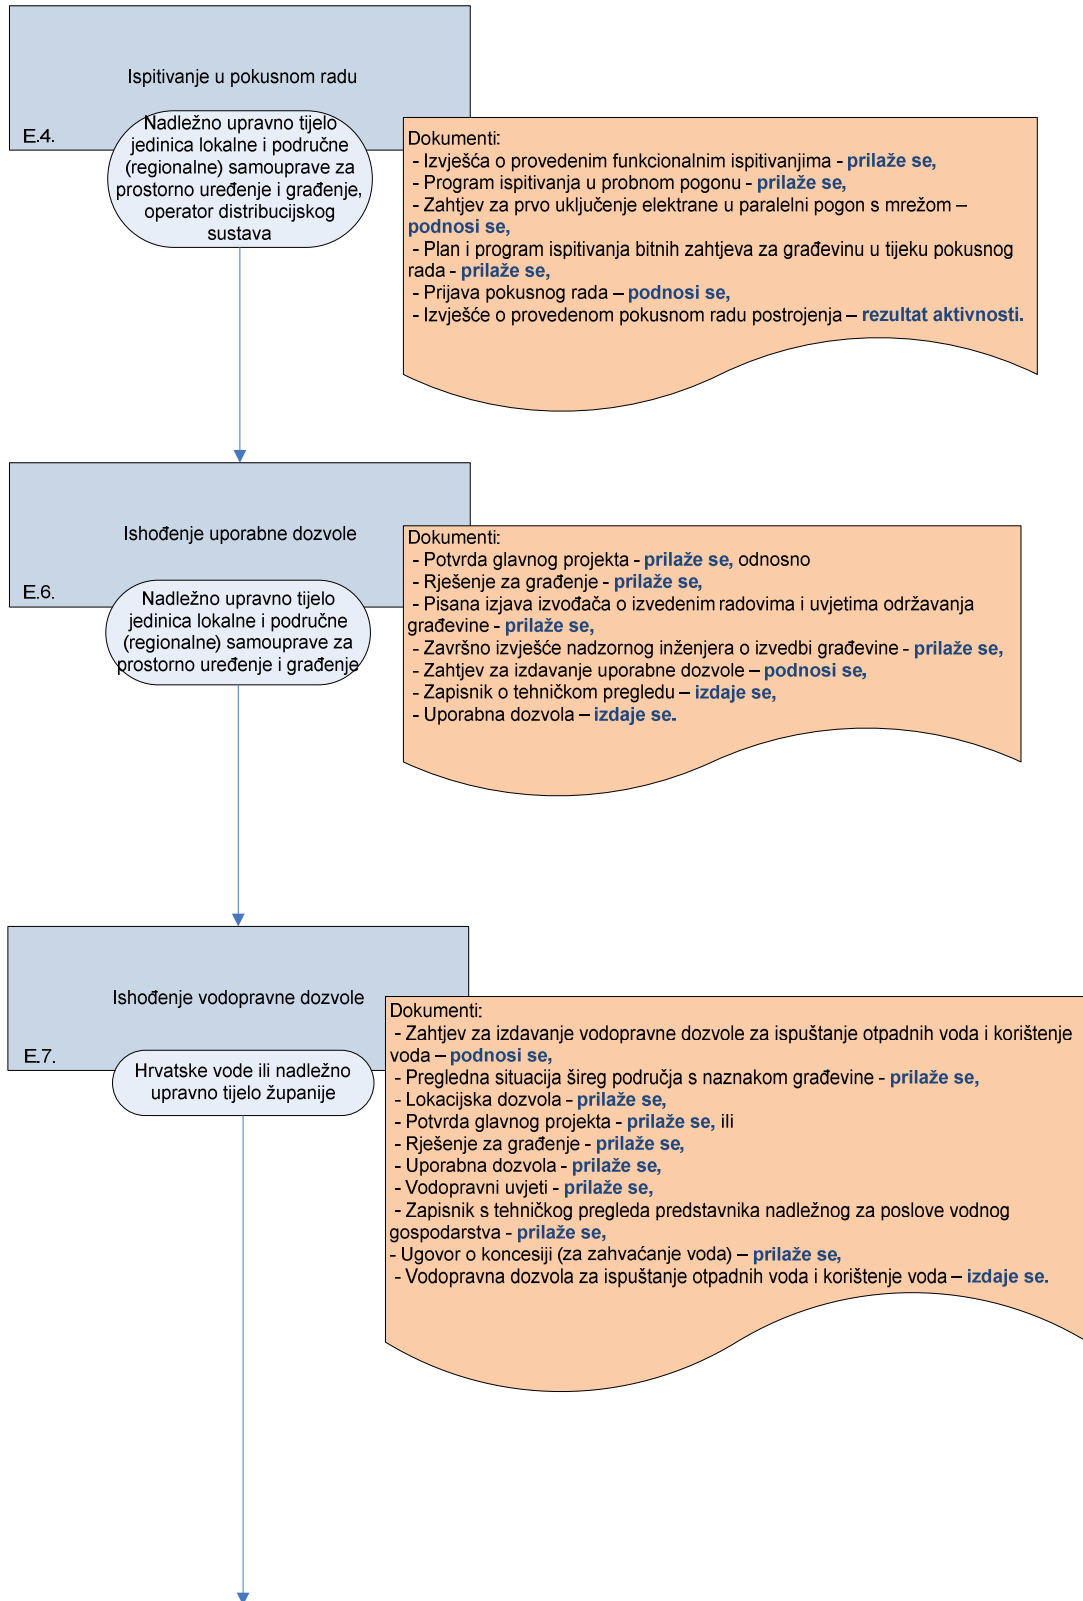 Ispitivanje u pokusnom radu
E.4.
Nadležno upravno tijelo
jedinica lokalne i područne
(regionalne) samouprave za
prostorno uređenje i građenje,
operator distribucijskog
sustava
Dokumenti:
- Izvješća o provedenim funkcionalnim ispitivanjima - prilaže se,
- Program ispitivanja u probnom pogonu - prilaže se,
- Zahtjev za prvo uključenje elektrane u paralelni pogon s mrežom –
podnosi se,
- Plan i program ispitivanja bitnih zahtjeva za građevinu u tijeku pokusnog
rada - prilaže se,
- Prijava pokusnog rada – podnosi se,
- Izvješće o provedenom pokusnom radu postrojenja – rezultat aktivnosti.
Ishođenje uporabne dozvole
E.6.
Nadležno upravno tijelo
jedinica lokalne i područne
(regionalne) samouprave za
prostorno uređenje i građenje
Dokumenti:
- Potvrda glavnog projekta - prilaže se, odnosno
- Rješenje za građenje - prilaže se,
- Pisana izjava izvođača o izvedenim radovima i uvjetima održavanja
građevine - prilaže se,
- Završno izvješće nadzornog inženjera o izvedbi građevine - prilaže se,
- Zahtjev za izdavanje uporabne dozvole – podnosi se,
- Zapisnik o tehničkom pregledu – izdaje se,
- Uporabna dozvola – izdaje se.
Ishođenje vodopravne dozvole
E.7.
Hrvatske vode ili nadležno
upravno tijelo županije
Dokumenti:
- Zahtjev za izdavanje vodopravne dozvole za ispuštanje otpadnih voda i korištenje
voda – podnosi se,
- Pregledna situacija šireg područja s naznakom građevine - prilaže se,
- Lokacijska dozvola - prilaže se,
- Potvrda glavnog projekta - prilaže se, ili
- Rješenje za građenje - prilaže se,
- Uporabna dozvola - prilaže se,
- Vodopravni uvjeti - prilaže se,
- Zapisnik s tehničkog pregleda predstavnika nadležnog za poslove vodnog
gospodarstva - prilaže se,
- Ugovor o koncesiji (za zahvaćanje voda) – prilaže se,
- Vodopravna dozvola za ispuštanje otpadnih voda i korištenje voda – izdaje se.